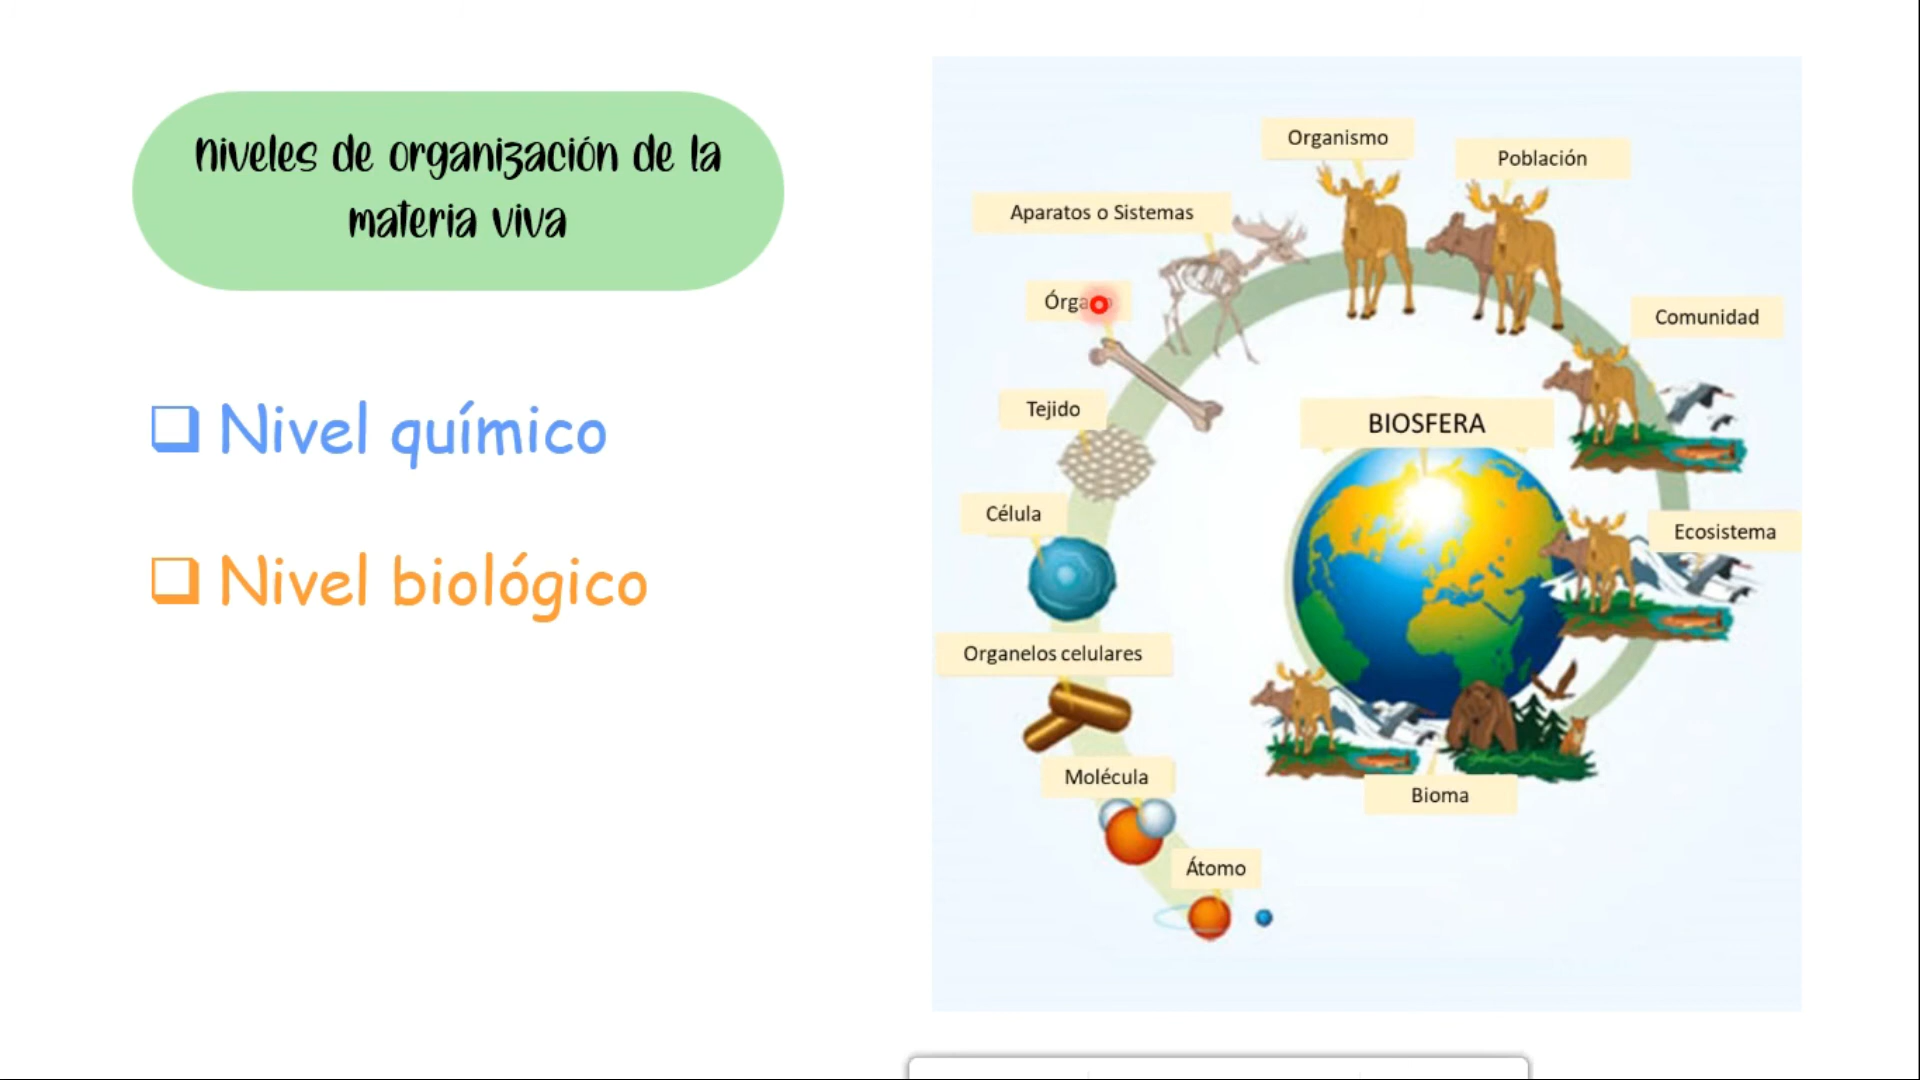 Niveles de organización de la
materia viva
Nivel químico
Nivel biológico
Organismo
Población
Aparatos o Sistemas
Comunidad
Tejido
BIOSFERA
Célula
Ecosistema
Organelos celulares
Molécula
Bioma
Átomo